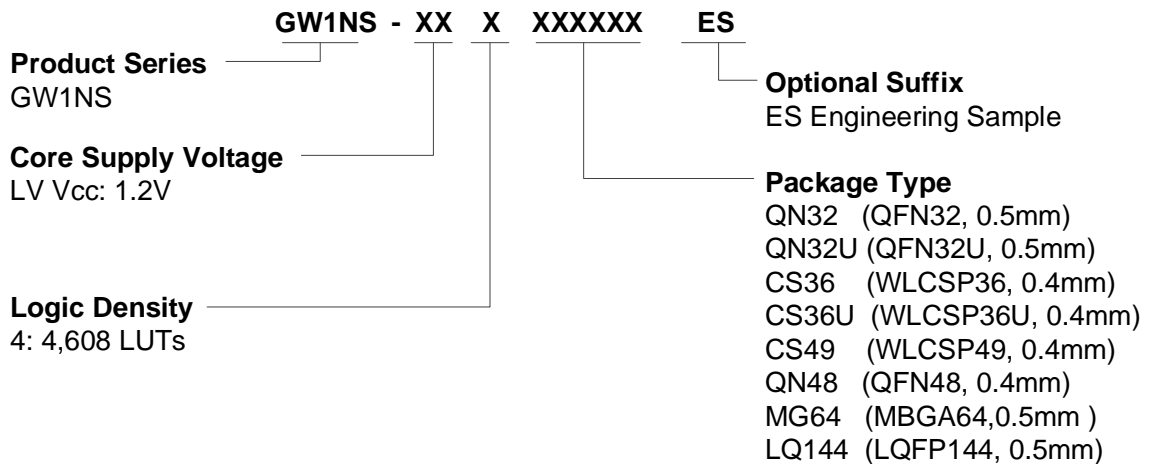 GW1NS - XX X XXXXXX ES
Product Series
GW1NS
Core Supply Voltage
LV Vcc: 1.2V
Logic Density
4: 4,608 LUTs
Optional Suffix
ES Engineering Sample
Package Type
QN32 (QFN32, 0.5mm)
QN32U (QFN32U, 0.5mm)
CS36 (WLCSP36, 0.4mm)
CS36U (WLCSP36U, 0.4mm)
CS49 (WLCSP49, 0.4mm)
QN48 (QFN48, 0.4mm)
MG64 (MBGA64,0.5mm )
LQ144 (LQFP144, 0.5mm)